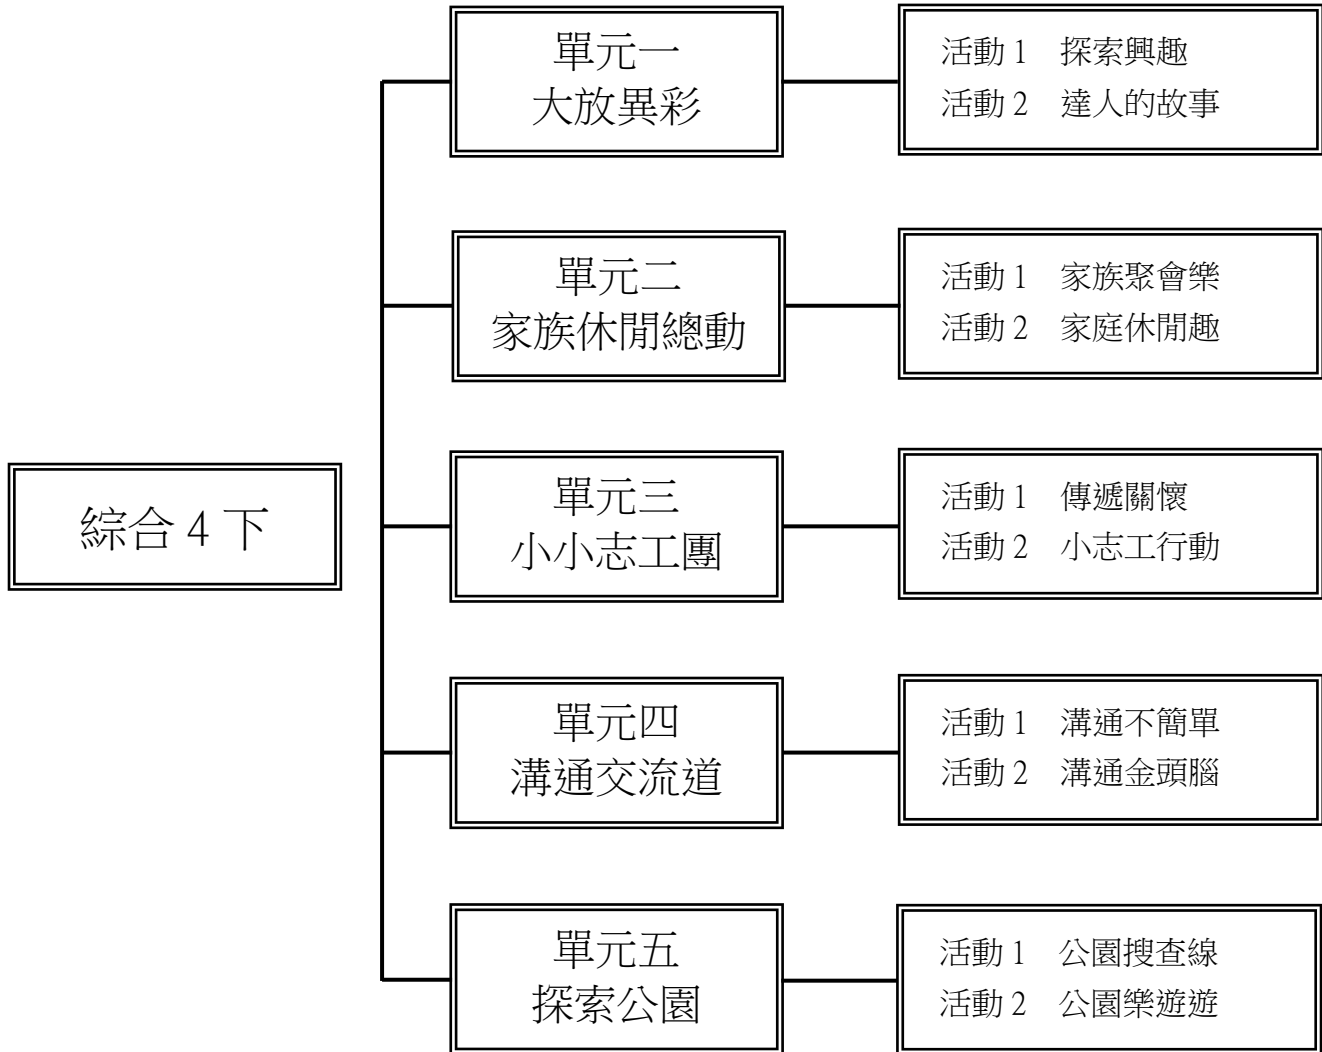 綜合 4 下
單元一
大放異彩
活動 1　探索興趣
活動 2　達人的故事
單元二
家族休閒總動
活動 1　家族聚會樂
活動 2　家庭休閒趣
單元三
小小志工團
活動 1　傳遞關懷
活動 2　小志工行動
單元四
溝通交流道
活動 1　溝通不簡單
活動 2　溝通金頭腦
單元五
探索公園
活動 1　公園搜查線
活動 2　公園樂遊遊